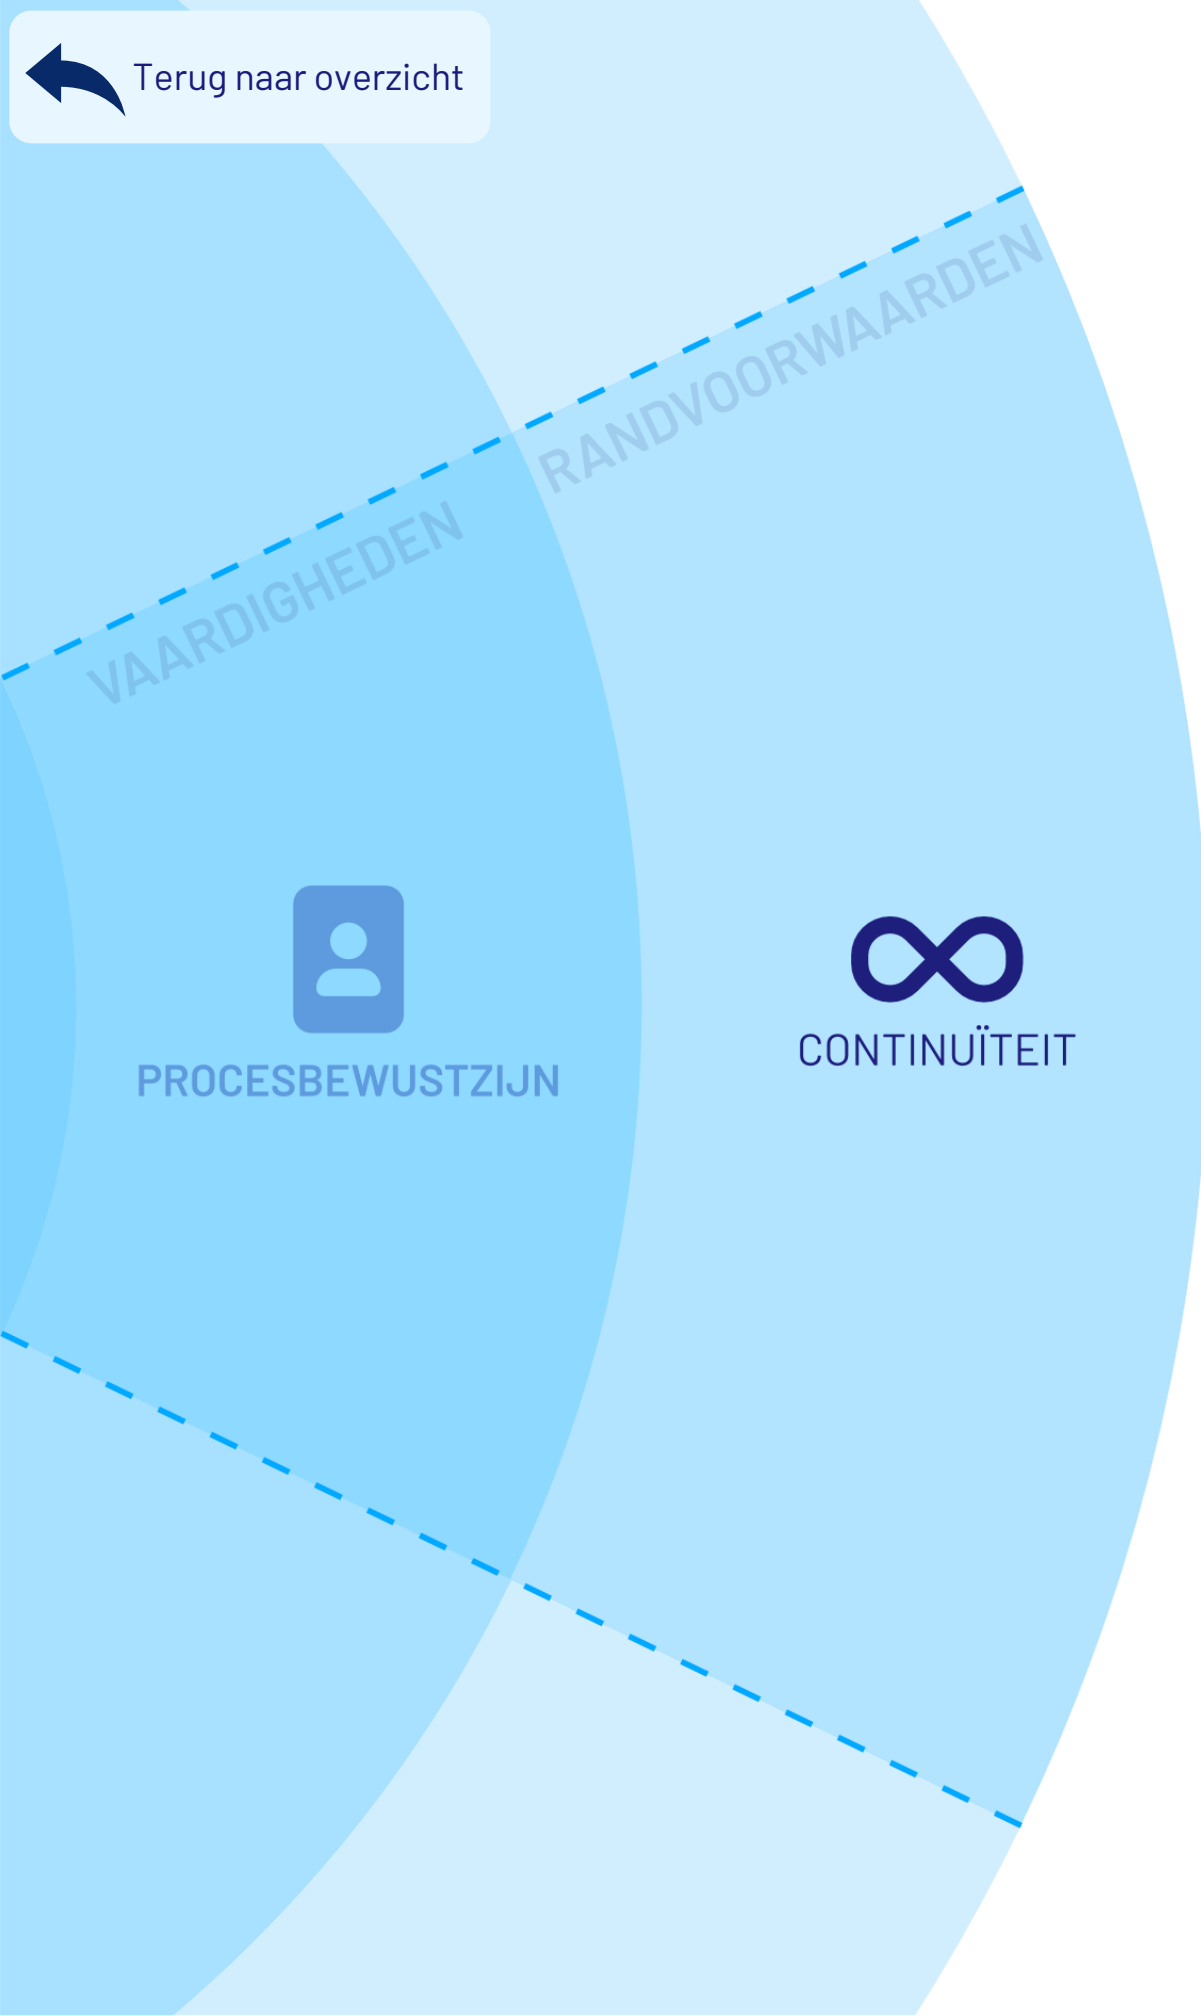 Terug naar overzicht
RANDVOORWAARDEN
VAARDIGHEDEN
PROCESBEWUSTZIJN
CONTINUÏTEIT